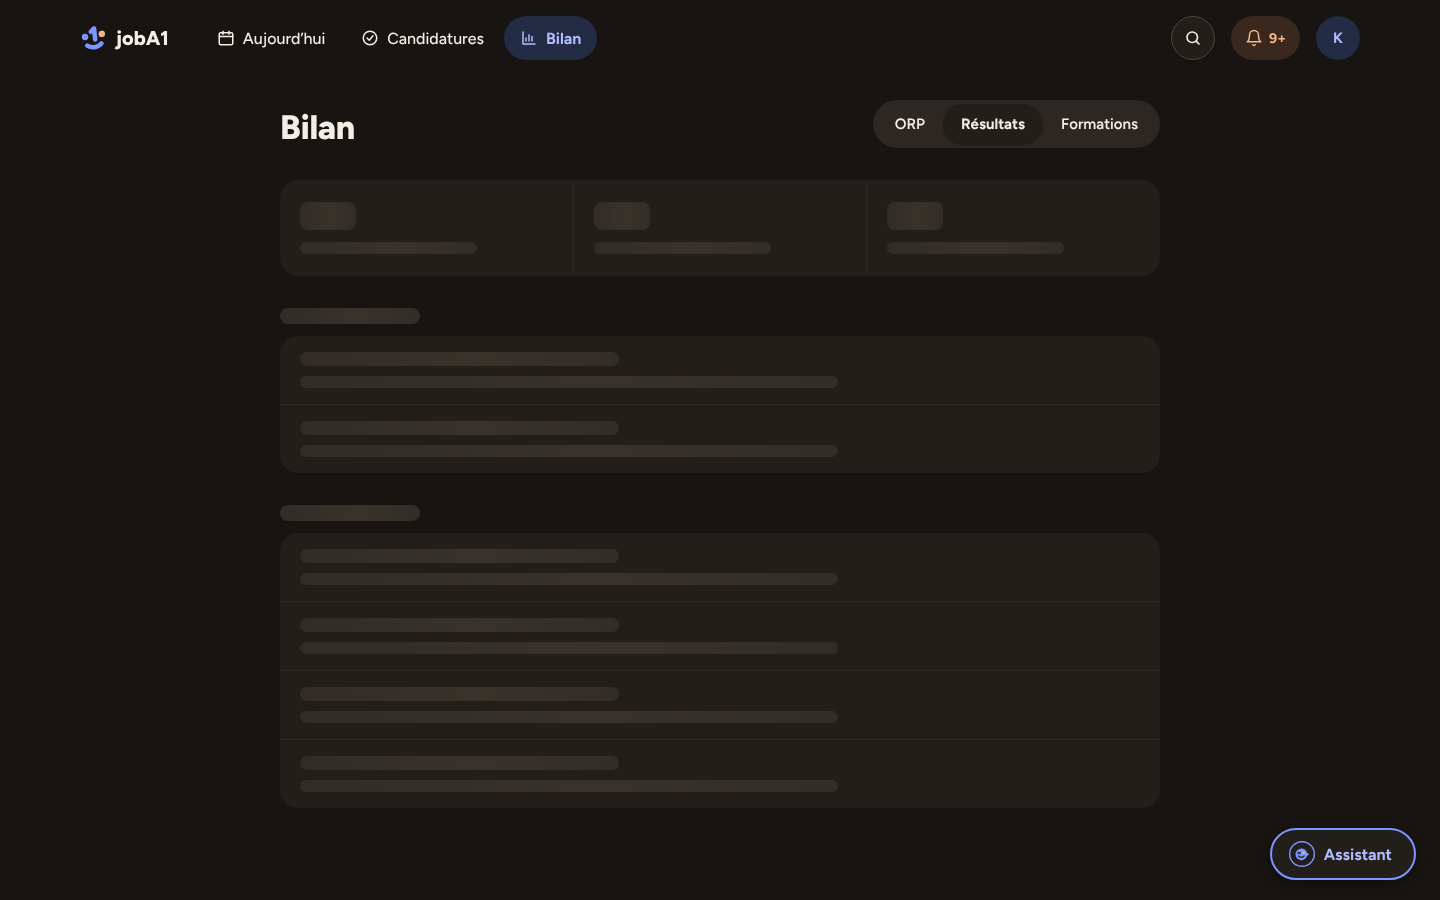 jobA1
Aujourd’hui
Candidatures
Bilan
9+
K
Bilan
ORP
Résultats
Formations
Assistant